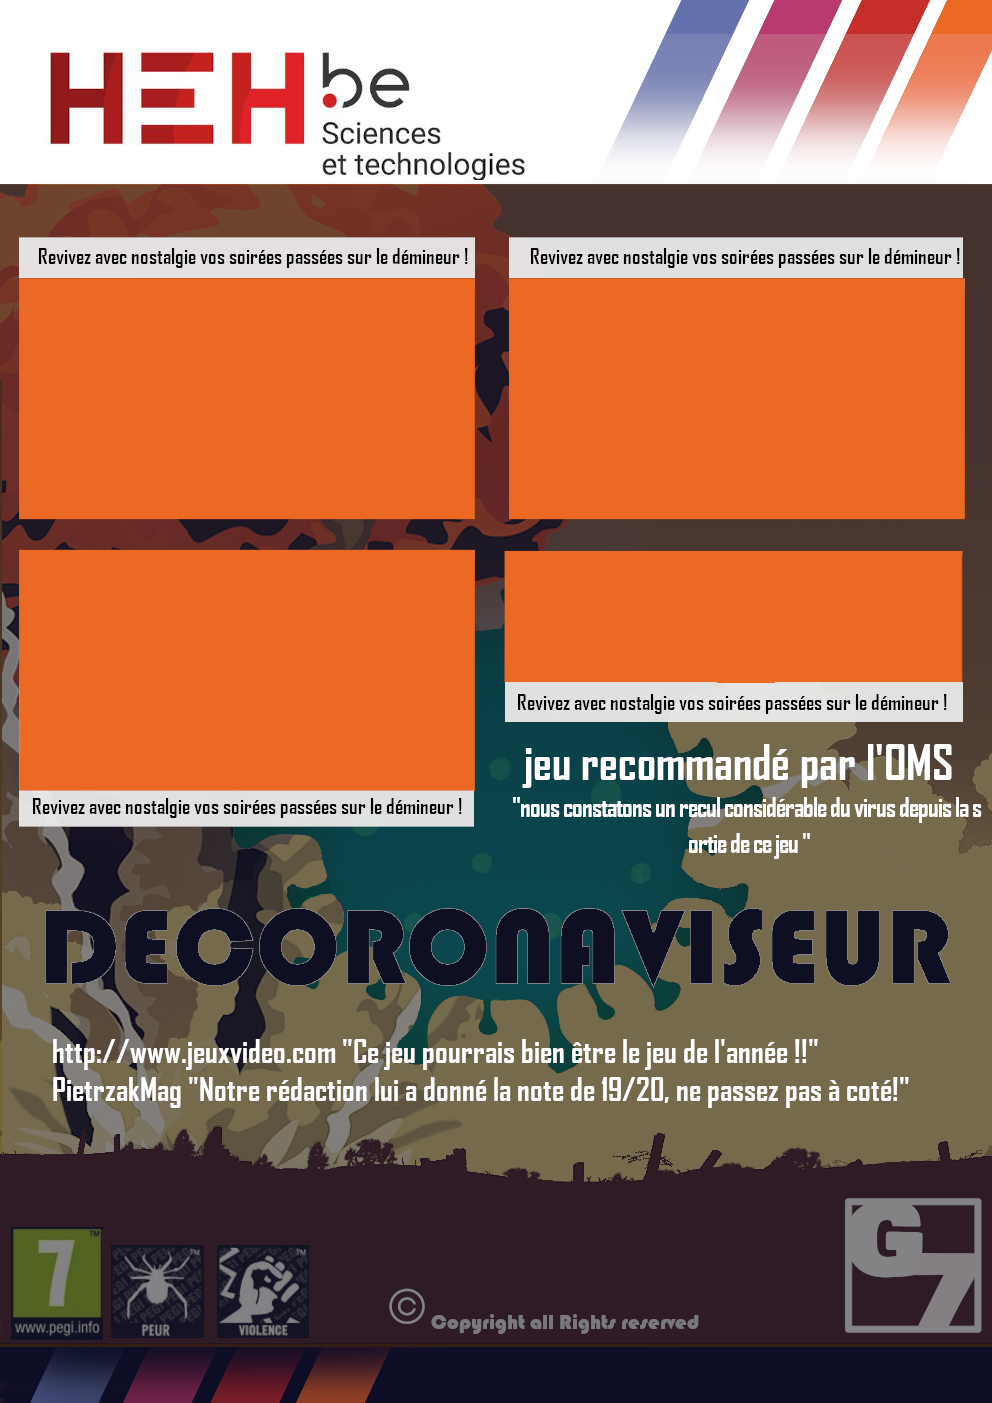 HEH.be
Sciences
et technologies
Revivez avec nostalgie vos soirées passées sur le démineur !
Revivez avec nostalgie vos soirées passées sur le démineur !
Revivez avec nostalgie vos soirées passées sur le démineur !
jeu recommandé par l'OMS
"nous constatons un recul considérable du virus depuis la s
ortie de ce jeu "
Revivez avec nostalgie vos soirées passées sur le démineur !
DECORONAVISEUR
http://www.jeuxvideo.com "Ce jeu pourrais bien être le jeu de l'année !!"
PietrzakMag "Notre rédaction lui a donné la note de 19/20, ne passez pas à coté!"
7
TM
www.pegi.info
PEUR
VIOLENCE
© Copyright all Rights reserved
G7